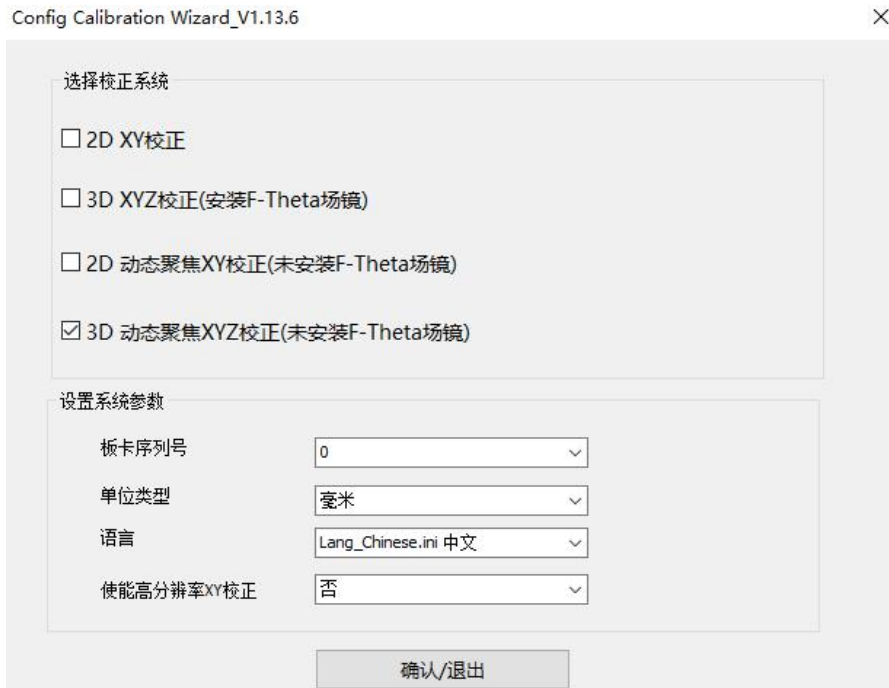 Config Calibration Wizard_V1.13.6
选择校正系统
2D XY校正
3D XYZ校正(安装F-Theta场镜)
2D 动态聚焦XY校正(未安装F-Theta场镜)
3D 动态聚焦XYZ校正(未安装F-Theta场镜)
设置系统参数
板卡序列号 0
单位类型 毫米
语言 Lang_Chinese.ini 中文
使能高分辨率XY校正 否
确认/退出